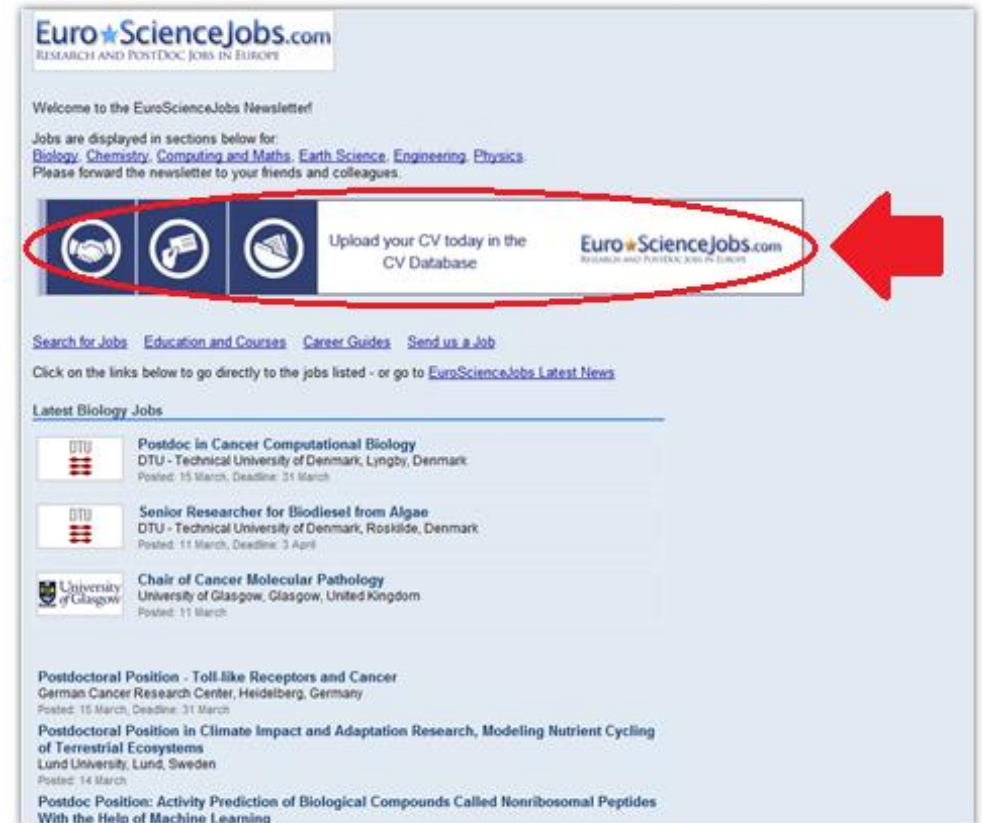 Euro★ScienceJobs.com
RESEARCH AND POSTDOC JOBS IN EUROPE
Welcome to the EuroScienceJobs Newsletter!
Jobs are displayed in sections below for:
Biology, Chemistry, Computing and Maths, Earth Science, Engineering, Physics.
Please forward the newsletter to your friends and colleagues.
Upload your CV today in the
CV Database
Euro★ScienceJobs.com
RESEARCH AND POSTDOC JOBS IN EUROPE
Search for Jobs Education and Courses Career Guides Send us a Job
Click on the links below to go directly to the jobs listed - or go to EuroScienceJobs Latest News
Latest Biology Jobs
DTU
Postdoc in Cancer Computational Biology
DTU - Technical University of Denmark, Lyngby, Denmark
Posted: 15 March, Deadline: 31 March
DTU
Senior Researcher for Biodiesel from Algae
DTU - Technical University of Denmark, Roskilde, Denmark
Posted: 11 March, Deadline: 3 April
University
of Glasgow
Chair of Cancer Molecular Pathology
University of Glasgow, Glasgow, United Kingdom
Posted: 11 March
Postdoctoral Position - Toll-like Receptors and Cancer
German Cancer Research Center, Heidelberg, Germany
Posted: 15 March, Deadline: 31 March
Postdoctoral Position in Climate Impact and Adaptation Research, Modeling Nutrient Cycling
of Terrestrial Ecosystems
Lund University, Lund, Sweden
Posted: 14 March
Postdoc Position: Activity Prediction of Biological Compounds Called Nonribosomal Peptides
With the Help of Machine Learning